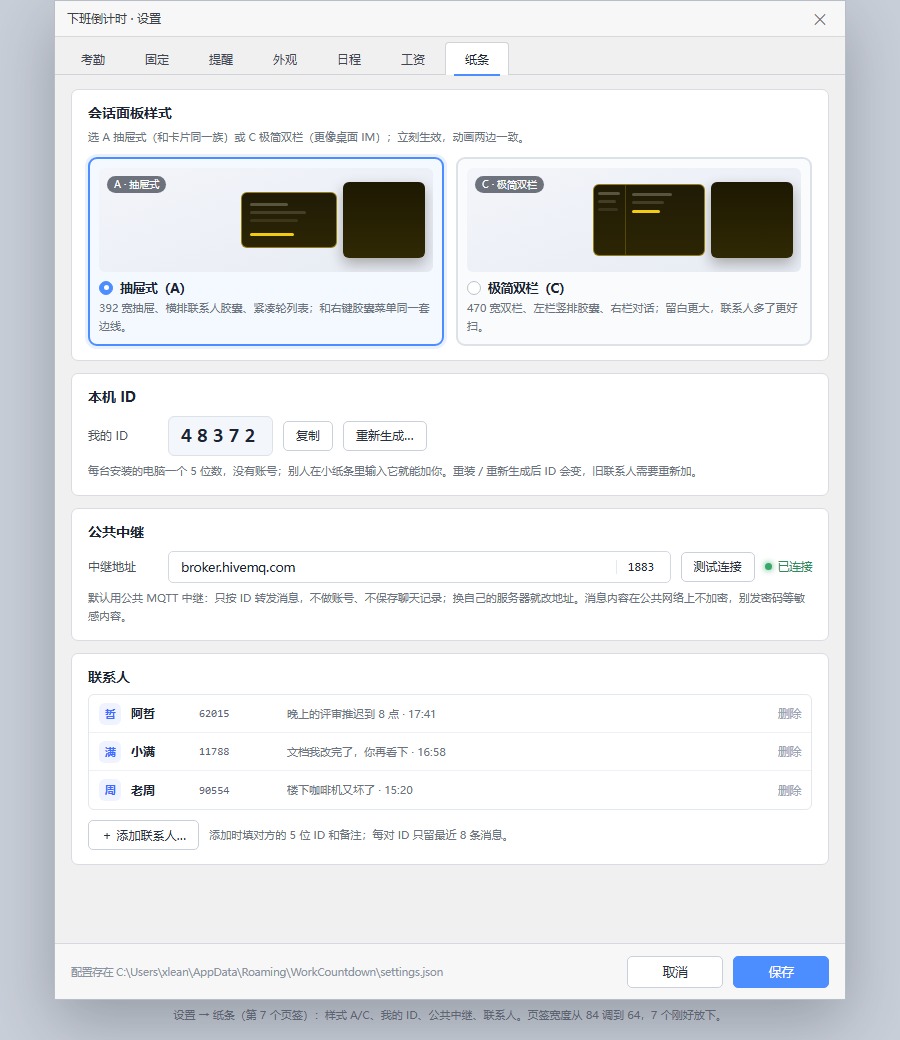 下班倒计时 · 设置
考勤 固定 提醒 外观 日程 工资 纸条
会话面板样式
选 A 抽屉式（和卡片同一族）或 C 极简双栏（更像桌面 IM）；立刻生效，动画两边一致。
A · 抽屉式
C · 极简双栏
抽屉式（A）
392 宽抽屉、横排联系人胶囊、紧凑轮列表；和右键胶囊菜单同一套
边线。
极简双栏（C）
470 宽双栏、左栏竖排胶囊、右栏对话；留白更大，联系人多了更好
扫。
本机 ID
我的 ID 48372 复制 重新生成...
每台安装的电脑一个 5 位数，没有账号；别人在小纸条里输入它就能加你。重装 / 重新生成后 ID 会变，旧联系人需要重新加。
公共中继
中继地址 broker.hivemq.com 1883 测试连接 已连接
默认用公共 MQTT 中继：只按 ID 转发消息，不做账号、不保存聊天记录；换自己的服务器就改地址。消息内容在公共网络上不加密，别发密码等敏
感内容。
联系人
哲 阿哲 62015 晚上的评审推迟到 8 点 · 17:41 删除
满 小满 11788 文档我改完了，你再看下 · 16:58 删除
周 老周 90554 楼下咖啡机又坏了 · 15:20 删除
+ 添加联系人... 添加时填对方的 5 位 ID 和备注；每对 ID 只留最近 8 条消息。
配置存在 C:\Users\xlean\AppData\Roaming\WorkCountdown\settings.json 取消 保存
设置 → 纸条（第 7 个页签）：样式 A/C、我的 ID、公共中继、联系人。页签宽度从 84 调到 64，7 个刚好放下。